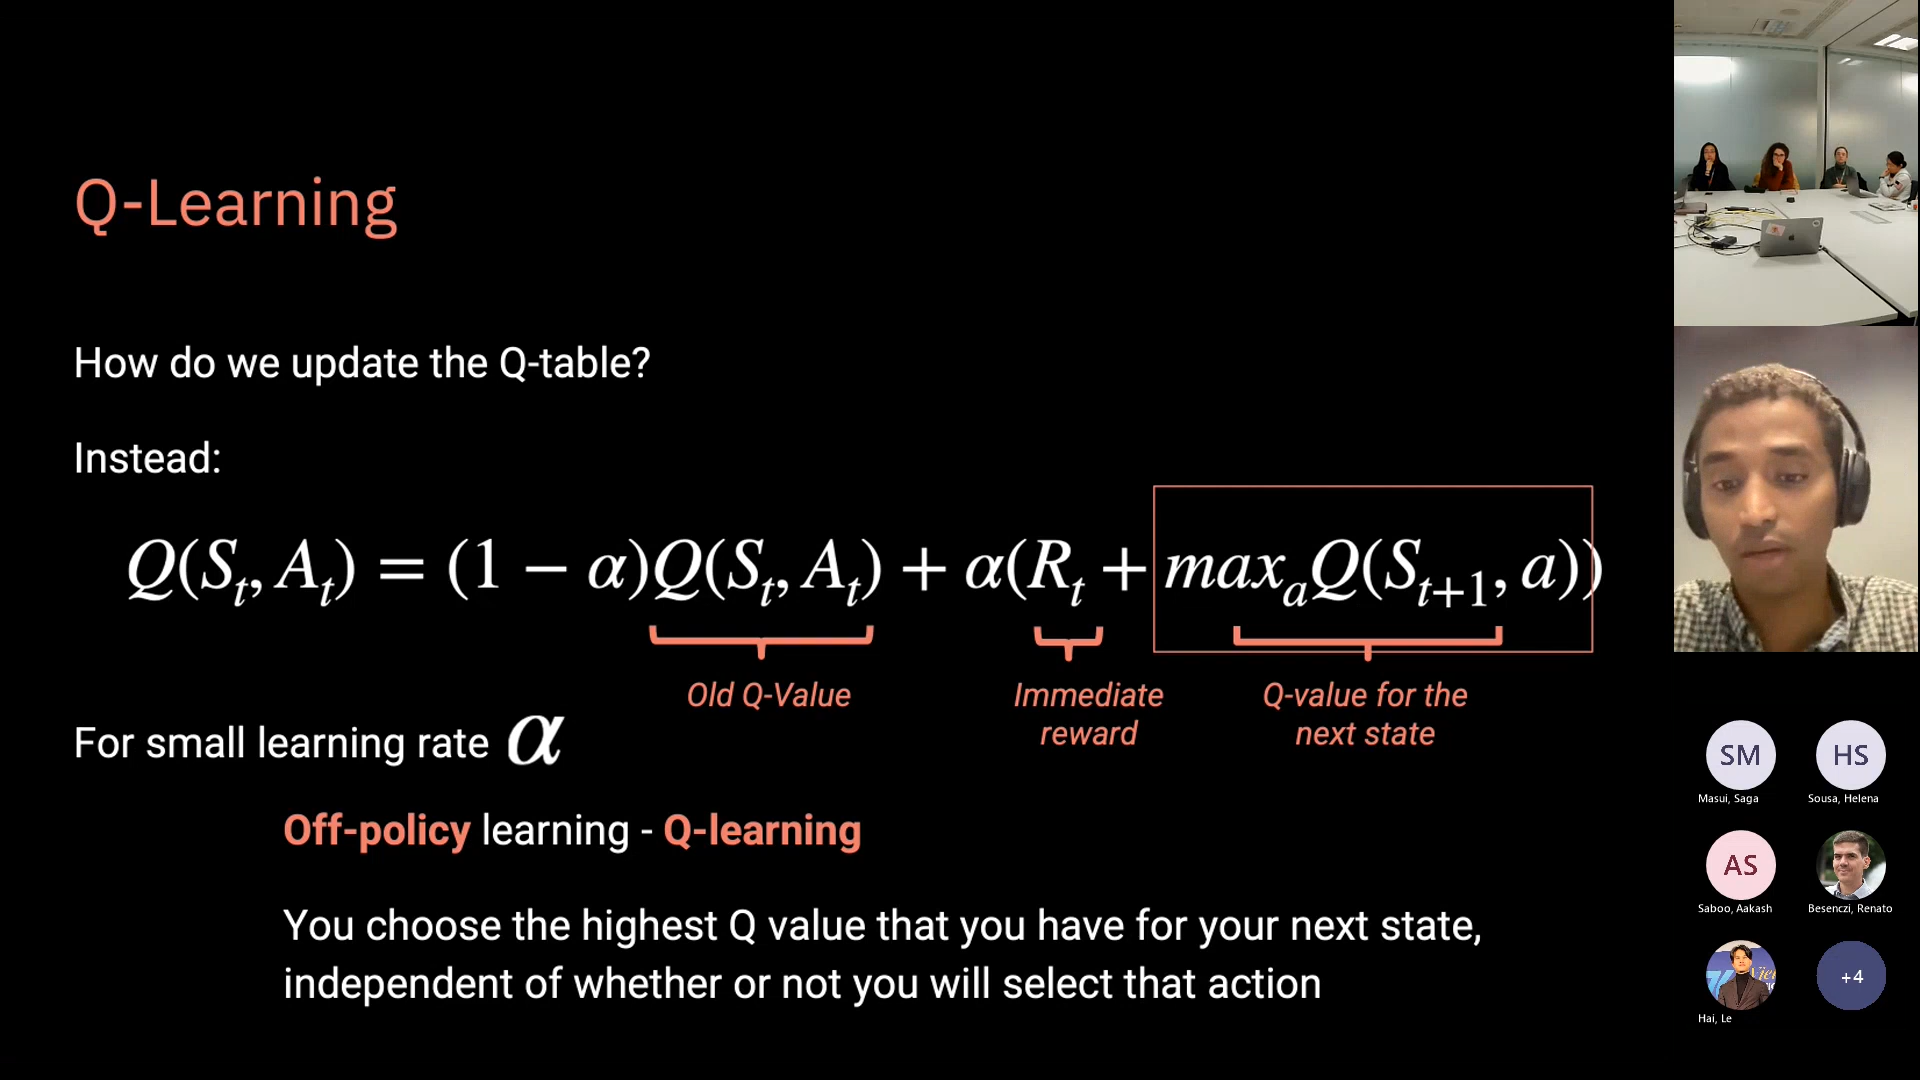 Q-Learning
How do we update the Q-table?
Instead:
Q(S_t, A_t) = (1 − α)Q(S_t, A_t) + α(R_t + max_a Q(S_{t+1}, a))
Old Q-Value
Immediate
reward
Q-value for the
next state
For small learning rate α
Off-policy learning - Q-learning
You choose the highest Q value that you have for your next state,
independent of whether or not you will select that action
SM
HS
Masui, Saga
Sousa, Helena
AS
Saboo, Aakash
Besenczi, Renato
Hai, Le
+4